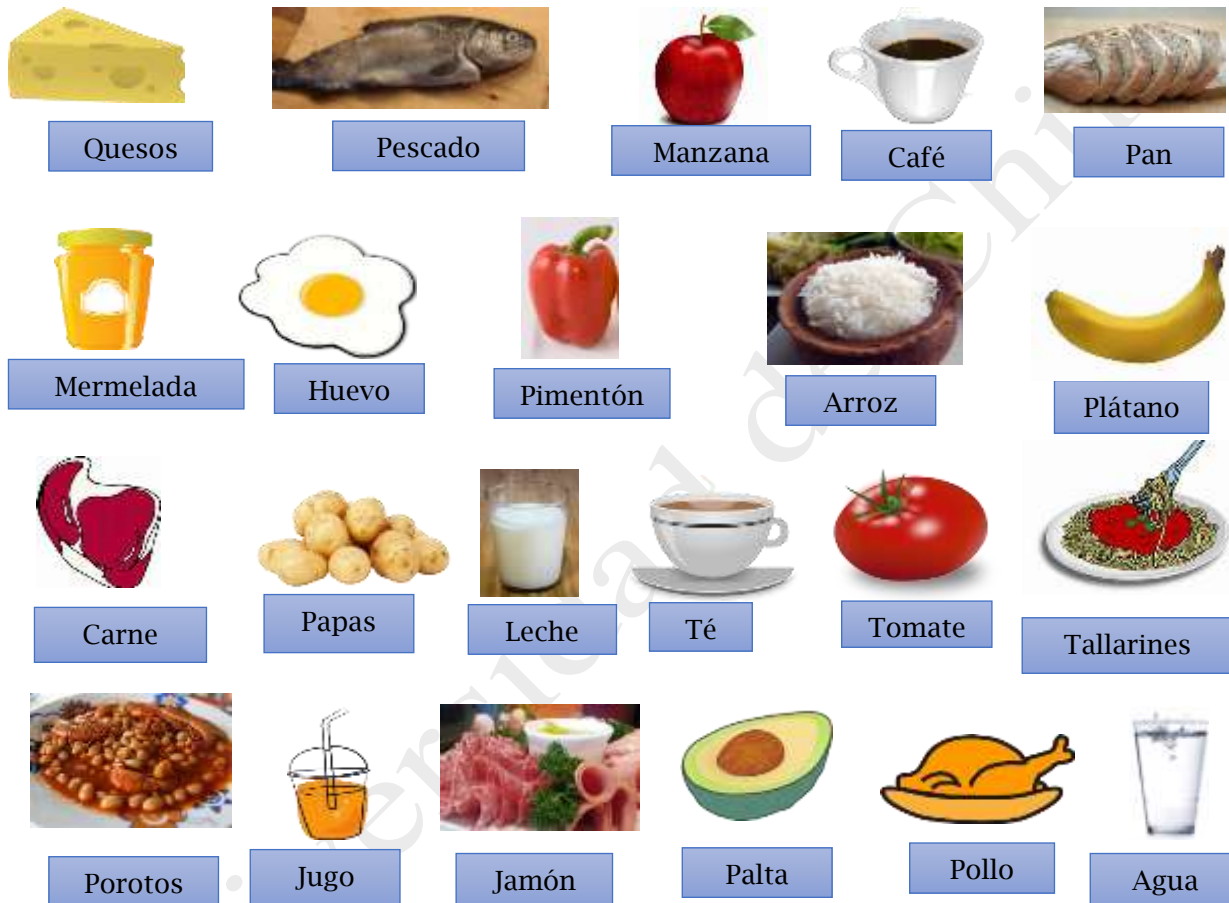 Quesos
Pescado
Manzana
Café
Pan
Mermelada
Huevo
Pimentón
Arroz
Plátano
Carne
Papas
Leche
Té
Tomate
Tallarines
Porotos
Jugo
Jamón
Palta
Pollo
Agua